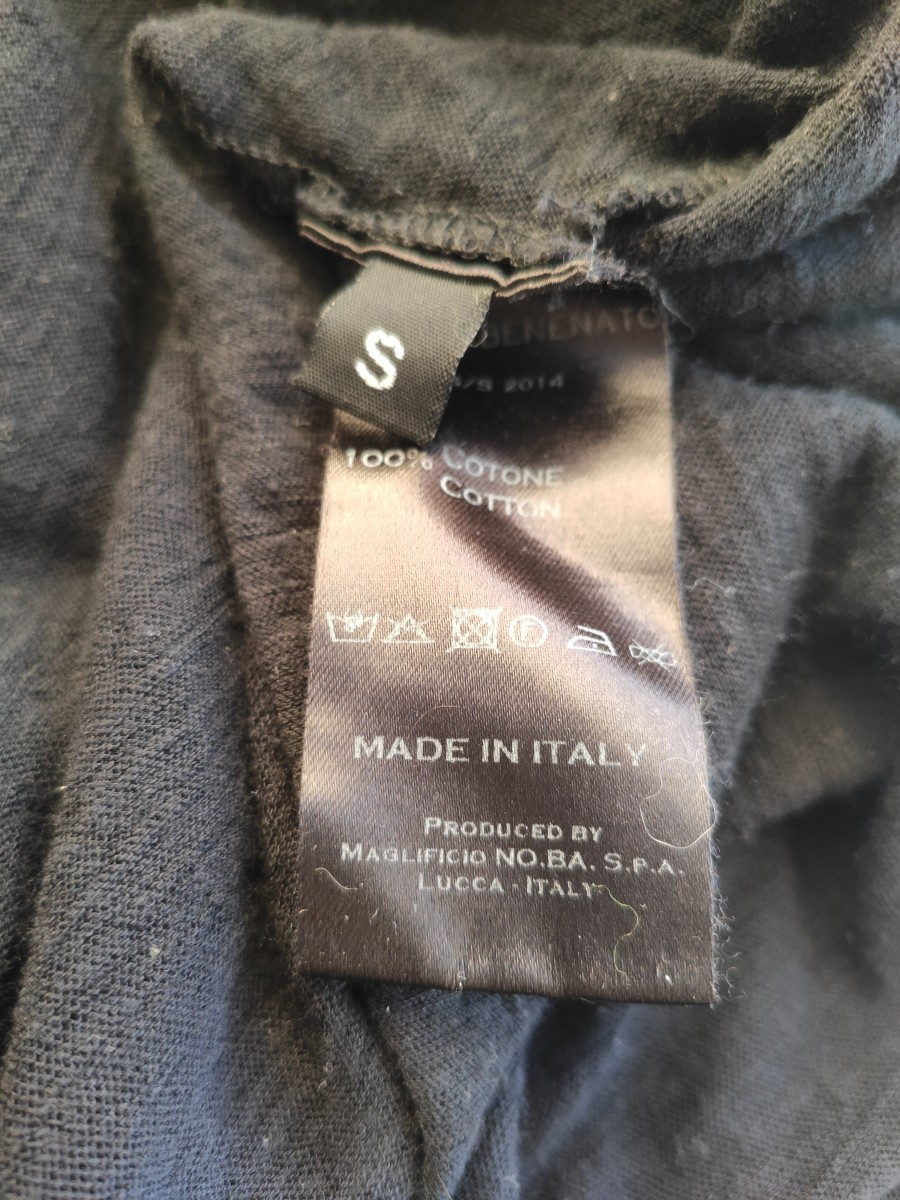 S
BENENATO
/S 2014
100% COTONE
COTTON
F
MADE IN ITALY
PRODUCED BY
MAGLIFICIO NO.BA. S.P.A.
LUCCA - ITALY